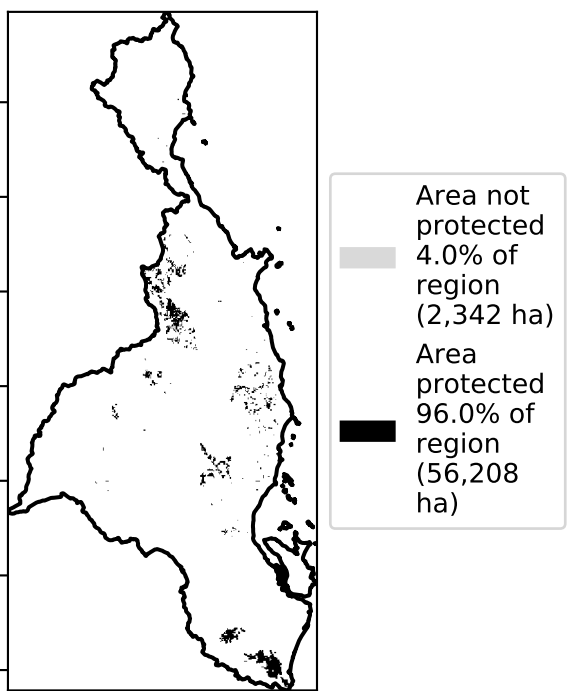 Area not
protected
4.0% of
region
(2,342 ha)
Area
protected
96.0% of
region
(56,208
ha)